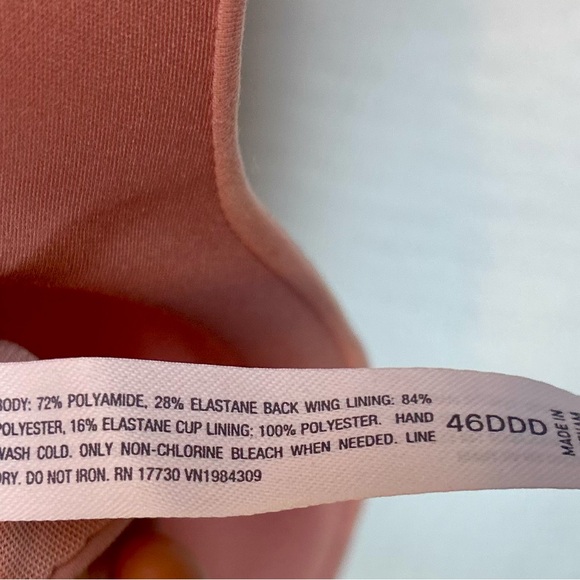 BODY: 72% POLYAMIDE, 28% ELASTANE BACK WING LINING: 84%
POLYESTER, 16% ELASTANE CUP LINING: 100% POLYESTER. HAND
WASH COLD. ONLY NON-CHLORINE BLEACH WHEN NEEDED. LINE
DRY. DO NOT IRON. RN 17730 VN1984309
46DDD
MADE IN